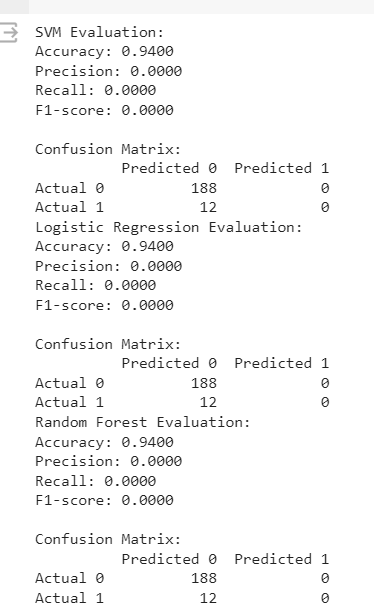 SVM Evaluation:
Accuracy: 0.9400
Precision: 0.0000
Recall: 0.0000
F1-score: 0.0000
Confusion Matrix:
Predicted 0 Predicted 1
Actual 0 188 0
Actual 1 12 0
Logistic Regression Evaluation:
Accuracy: 0.9400
Precision: 0.0000
Recall: 0.0000
F1-score: 0.0000
Confusion Matrix:
Predicted 0 Predicted 1
Actual 0 188 0
Actual 1 12 0
Random Forest Evaluation:
Accuracy: 0.9400
Precision: 0.0000
Recall: 0.0000
F1-score: 0.0000
Confusion Matrix:
Predicted 0 Predicted 1
Actual 0 188 0
Actual 1 12 0